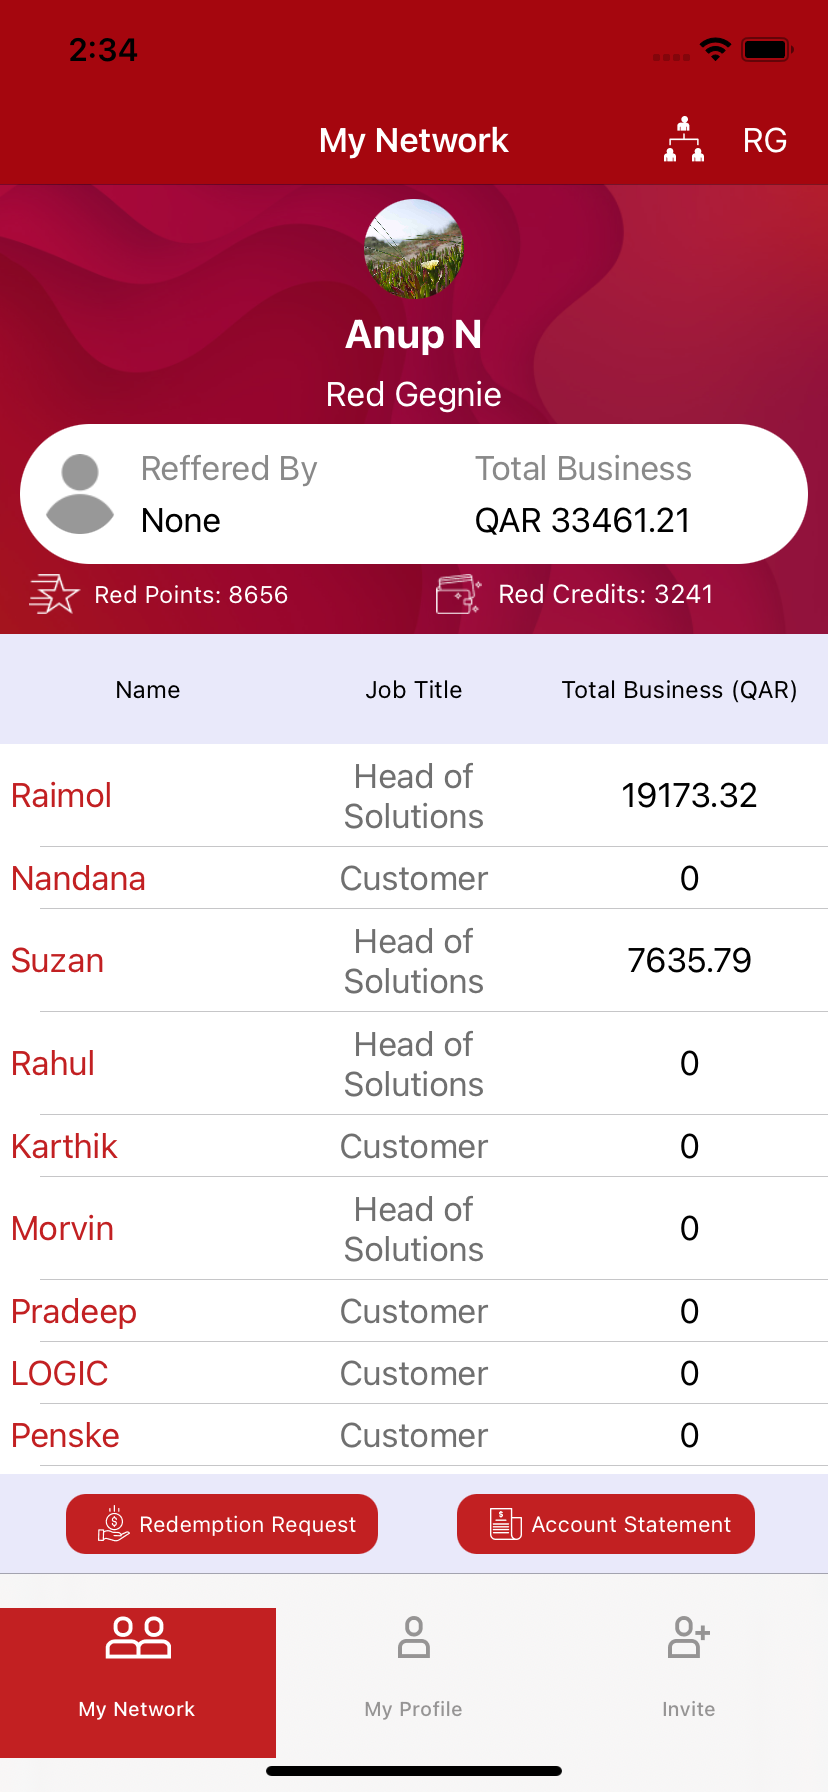 2:34
My Network
RG
Anup N
Red Gegnie
Reffered By
Total Business
None
QAR 33461.21
Red Points: 8656
Red Credits: 3241
Name
Job Title
Total Business (QAR)
Raimol
Head of
Solutions
19173.32
Nandana
Customer
0
Suzan
Head of
Solutions
7635.79
Rahul
Head of
Solutions
0
Karthik
Customer
0
Morvin
Head of
Solutions
0
Pradeep
Customer
0
LOGIC
Customer
0
Penske
Customer
0
Redemption Request
Account Statement
My Network
My Profile
Invite